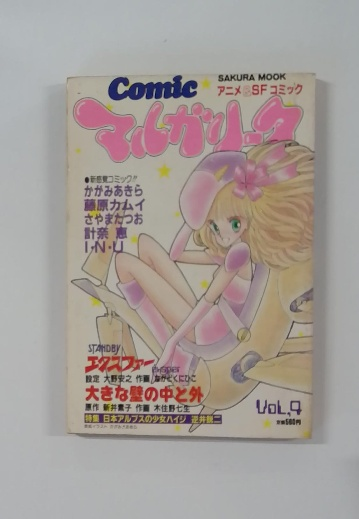 SAKURA MOOK
Comic
アニメ&SFコミック
マルガリータ
●新感覚コミック!!
かがみあきら
藤原カムイ
さやまたつお
計奈 恵
I・N・U
STANDBY
エクスファー
設定 大野安之 作画 ながとくにひこ
大きな壁の中と外
原作 新井素子 作画 木住野七生
VOL.9
定価560円
特集 日本アルプスの少女ハイジ 逆井健二